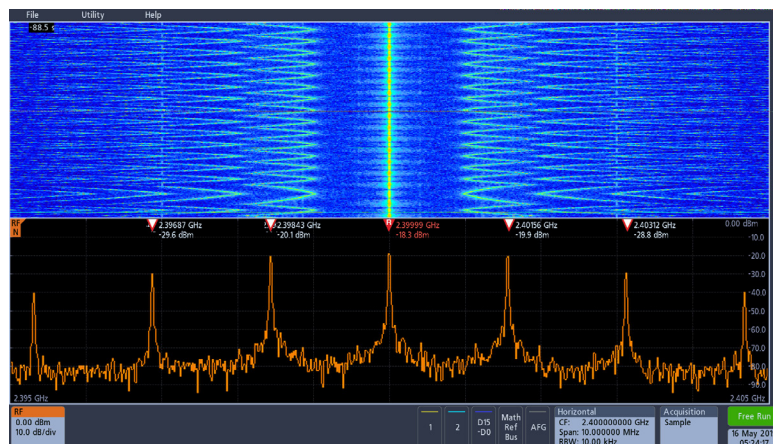 File Utility Help
-88.5 s
RF
N
2.39687 GHz
-29.6 dBm
2.39843 GHz
-20.1 dBm
R
2.39999 GHz
-18.3 dBm
2.40156 GHz
-19.9 dBm
2.40312 GHz
-28.8 dBm
0.00 dBm
-10.0
-20.0
-30.0
-40.0
-50.0
-60.0
-70.0
-80.0
-90.0
2.395 GHz
2.405 GHz
RF
0.00 dBm
10.0 dB/div
1
2
D15
-D0
Math
Ref
Bus
AFG
Horizontal
CF: 2.400000000 GHz
Span: 10.000000 MHz
RBW: 10.00 kHz
Acquisition
Sample
Free Run
16 May